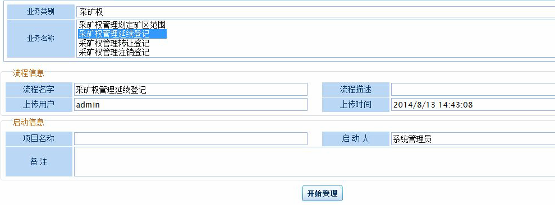 业务类别 采矿权
业务名称 采矿权管理划定矿区范围
采矿权管理延续登记
采矿权管理转让登记
采矿权管理注销登记
流程信息
流程名字 采矿权管理延续登记 流程描述
上传用户 admin 上传时间 2014/8/13 14:43:08
启动信息
项目名称 启动人 系统管理员
备注
开始受理